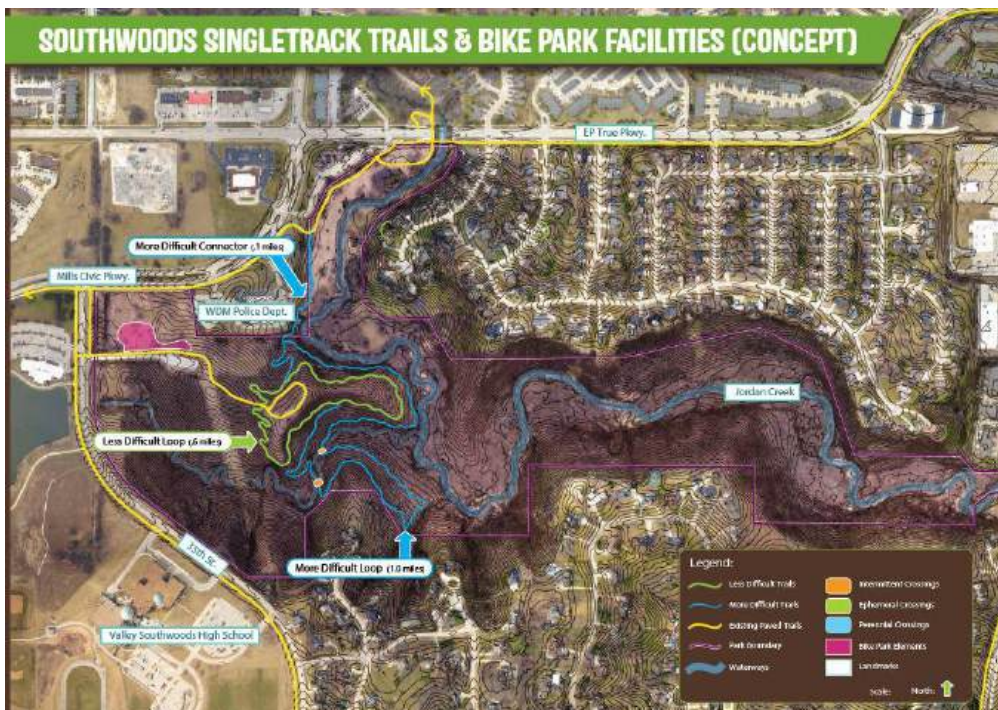 SOUTHWOODS SINGLETRACK TRAILS & BIKE PARK FACILITIES (CONCEPT)
EP True Pkwy.
More Difficult Connector (.1 miles)
Mills Civic Pkwy.
WDM Police Dept.
Jordan Creek
Less Difficult Loop (.6 miles)
35th St.
More Difficult Loop (1.0 miles)
Valley Southwoods High School
Legend:
Less Difficult Trails
More Difficult Trails
Existing Paved Trails
Park Boundary
Waterways
Intermittent Crossings
Ephemeral Crossings
Perennial Crossings
Bike Park Elements
Landmarks
Scale:
North: